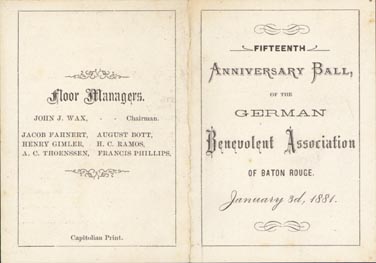 Floor Managers.
JOHN J. WAX, - - Chairman.
JACOB FAHNERT, AUGUST BOTT,
HENRY GIMLER, H. C. RAMOS,
A. C. THORNSSEN, FRANCIS PHILLIPS,
Capitolian Print.
FIFTEENTH
ANNIVERSARY BALL,
OF THE
GERMAN
Benevolent Association
OF BATON ROUGE.
January 3d, 1881.